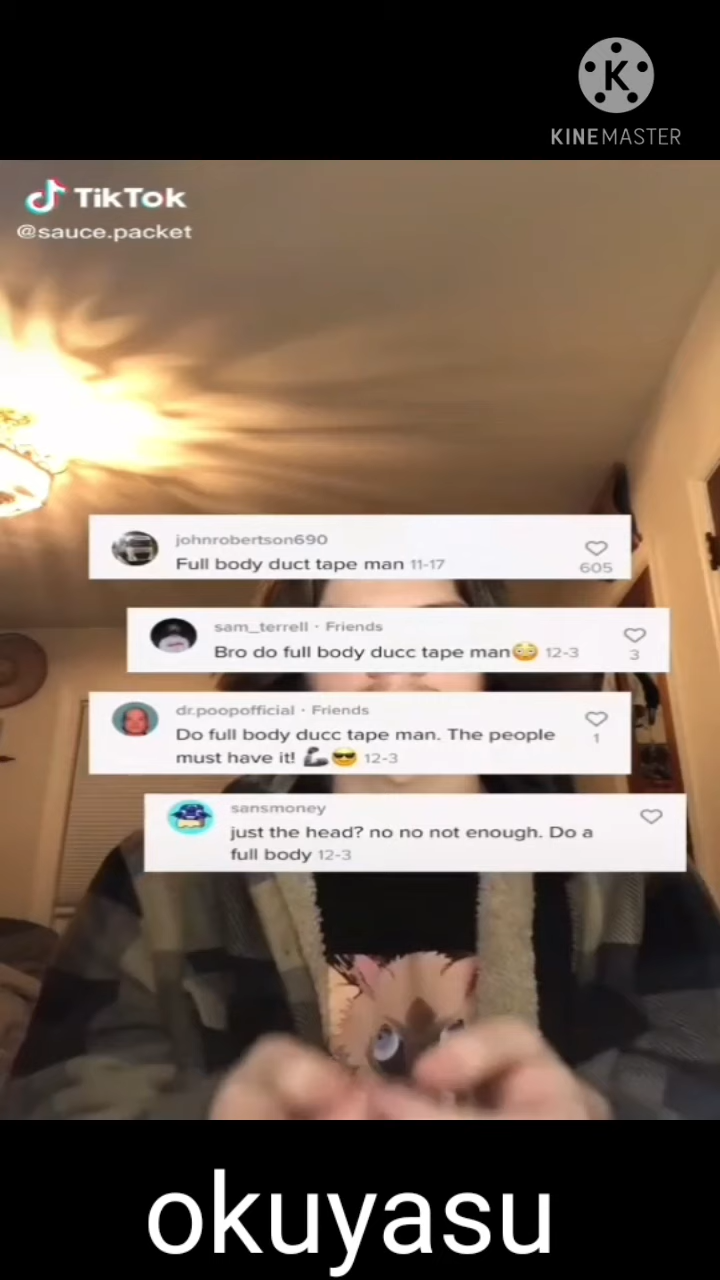 K
KINEMASTER
TikTok
@sauce.packet
johnrobertson690
Full body duct tape man 11-17
605
sam_terrell · Friends
Bro do full body ducc tape man😳 12-3
3
dr.poopofficial · Friends
Do full body ducc tape man. The people
must have it! 🦾😎 12-3
1
sansmoney
just the head? no no not enough. Do a
full body 12-3
okuyasu